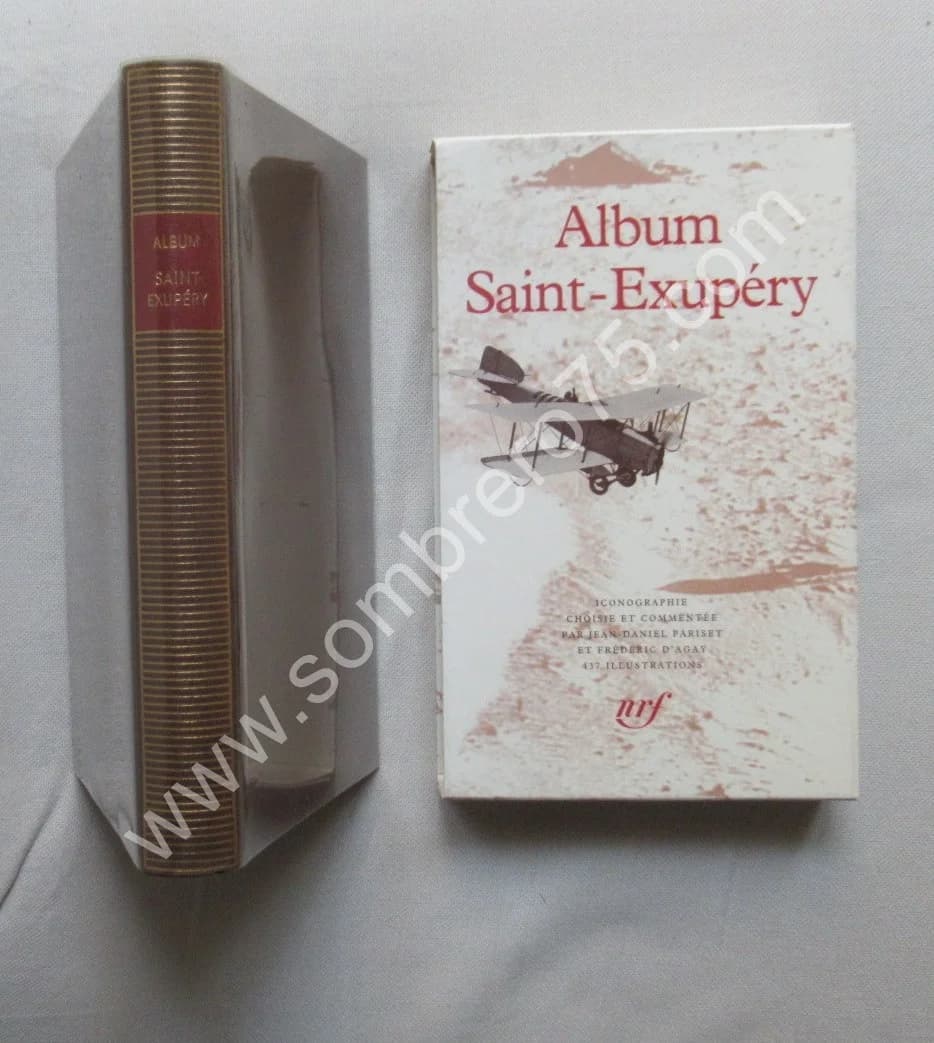 ALBUM
SAINT-
EXUPÉRY
Album
Saint-Exupéry
ICONOGRAPHIE
CHOISIE ET COMMENTÉE
PAR JEAN-DANIEL PARISET
ET FRÉDÉRIC D'AGAY
437 ILLUSTRATIONS
nrf
www.sombrero75.com